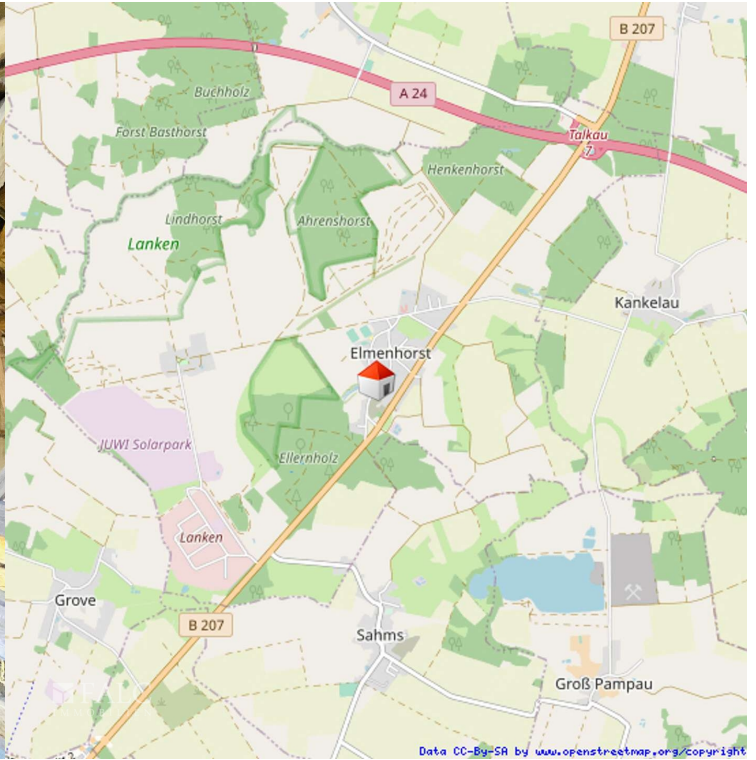 B 207
Buchholz
A 24
Forst Basthorst
Talkau
7
Henkenhorst
Lindhorst
Ahrenshorst
Lanken
Kankelau
Elmenhorst
JUWI Solarpark
Ellernholz
Lanken
Grove
B 207
Sahms
Groß Pampau
Data CC-By-SA by www.openstreetmap.org/copyright